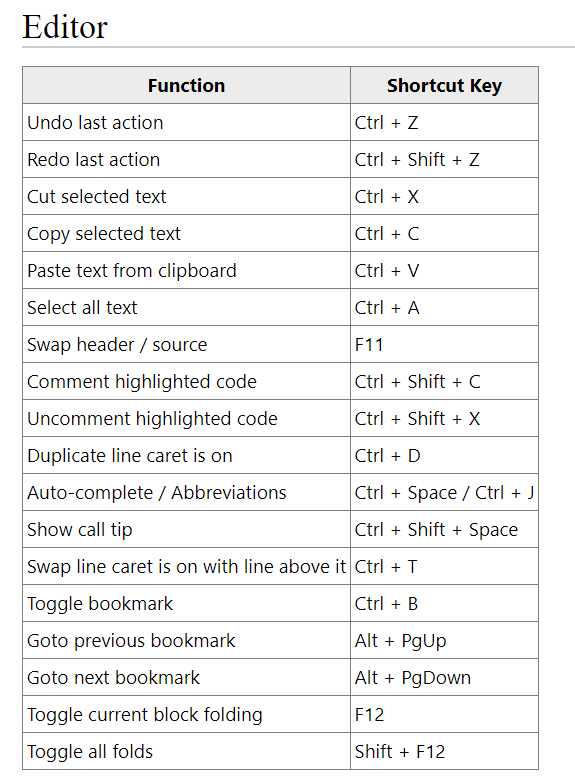 Editor
Function Shortcut Key
Undo last action Ctrl + Z
Redo last action Ctrl + Shift + Z
Cut selected text Ctrl + X
Copy selected text Ctrl + C
Paste text from clipboard Ctrl + V
Select all text Ctrl + A
Swap header / source F11
Comment highlighted code Ctrl + Shift + C
Uncomment highlighted code Ctrl + Shift + X
Duplicate line caret is on Ctrl + D
Auto-complete / Abbreviations Ctrl + Space / Ctrl + J
Show call tip Ctrl + Shift + Space
Swap line caret is on with line above it Ctrl + T
Toggle bookmark Ctrl + B
Goto previous bookmark Alt + PgUp
Goto next bookmark Alt + PgDown
Toggle current block folding F12
Toggle all folds Shift + F12